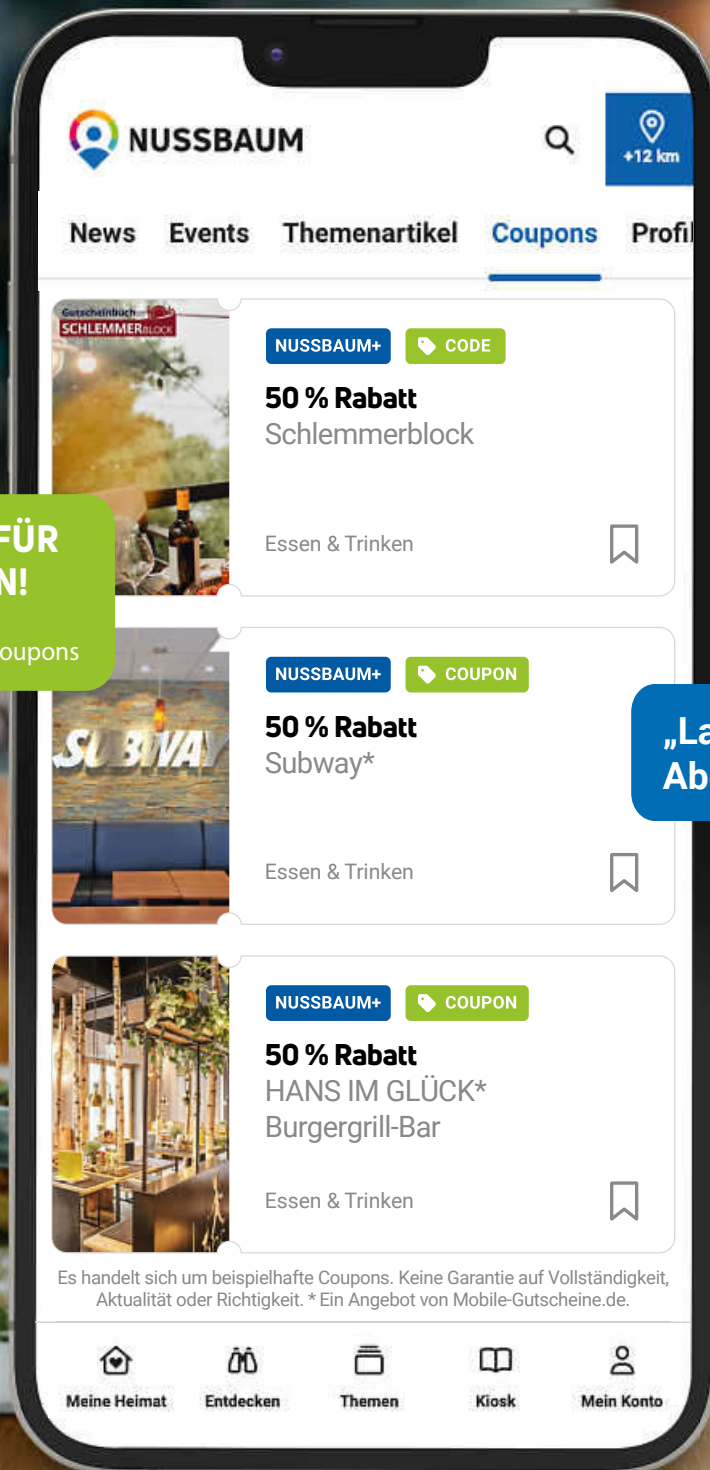 NUSSBAUM
+12 km
News Events Themenartikel Coupons Profil
Gutscheinbuch
SCHLEMMERBLOCK
NUSSBAUM+ CODE
50 % Rabatt
Schlemmerblock
Essen & Trinken
FÜR
N!
oupons
SUBWAY
NUSSBAUM+ COUPON
50 % Rabatt
Subway*
Essen & Trinken
„La
Ab
NUSSBAUM+ COUPON
50 % Rabatt
HANS IM GLÜCK*
Burgergrill-Bar
Essen & Trinken
Es handelt sich um beispielhafte Coupons. Keine Garantie auf Vollständigkeit,
Aktualität oder Richtigkeit. * Ein Angebot von Mobile-Gutscheine.de.
Meine Heimat Entdecken Themen Kiosk Mein Konto